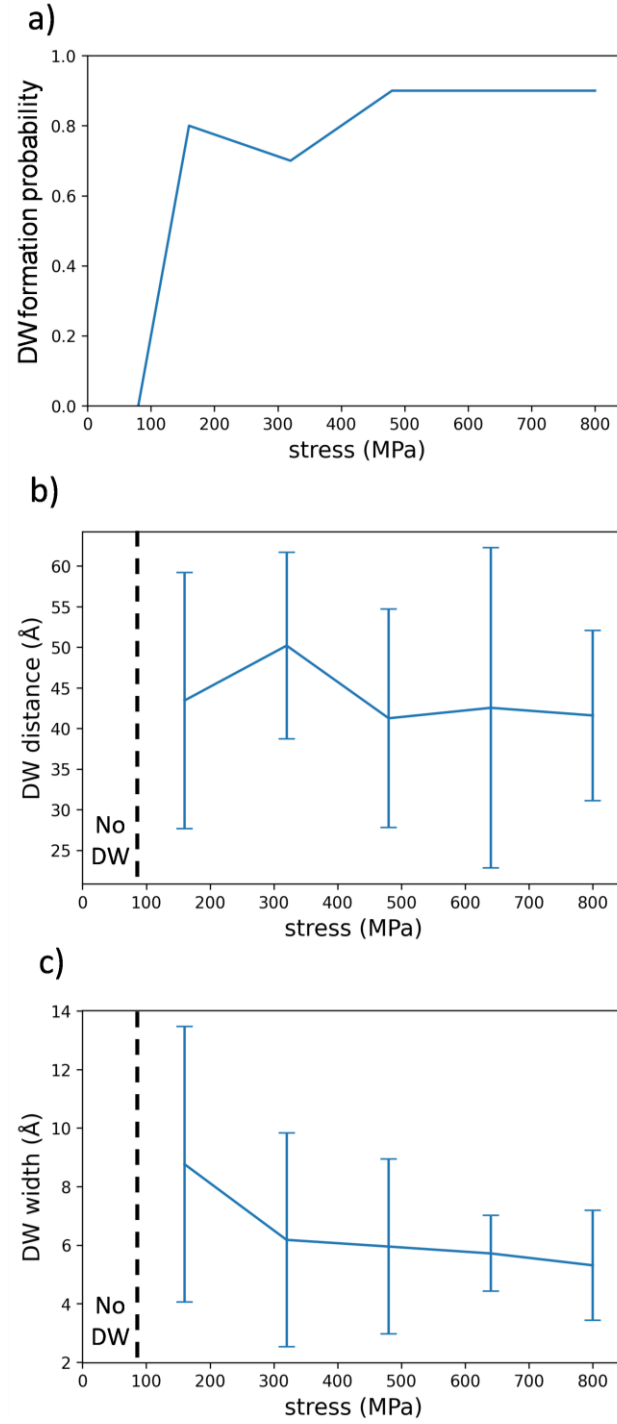 a)
1.0
0.8
0.6
0.4
0.2
0.0
DW formation probability
0 100 200 300 400 500 600 700 800
stress (MPa)
b)
60
55
50
45
40
35
30
25
DW distance (Å)
No
DW
0 100 200 300 400 500 600 700 800
stress (MPa)
c)
14
12
10
8
6
4
2
DW width (Å)
No
DW
0 100 200 300 400 500 600 700 800
stress (MPa)